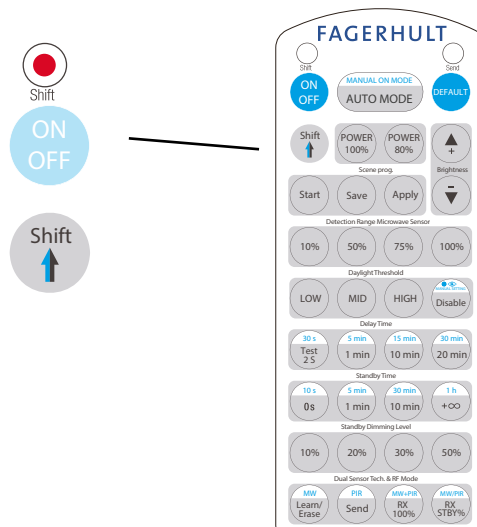 Shift
ON
OFF
Shift
FAGERHULT
Shift
Send
ON
OFF
MANUAL ON MODE
AUTO MODE
DEFAULT
Shift
POWER
100%
POWER
80%
+
Scene prog.
Brightness
Start
Save
Apply
-
Detection Range Microwave Sensor
10%
50%
75%
100%
Daylight Threshold
LOW
MID
HIGH
Disable
Delay Time
30 s
5 min
15 min
30 min
Test
2 S
1 min
10 min
20 min
Standby Time
10 s
5 min
30 min
1 h
0s
1 min
10 min
+∞
Standby Dimming Level
10%
20%
30%
50%
Dual Sensor Tech. & RF Mode
MW
PIR
MW+PIR
MW/PIR
Learn/
Erase
Send
RX
100%
RX
STBY%